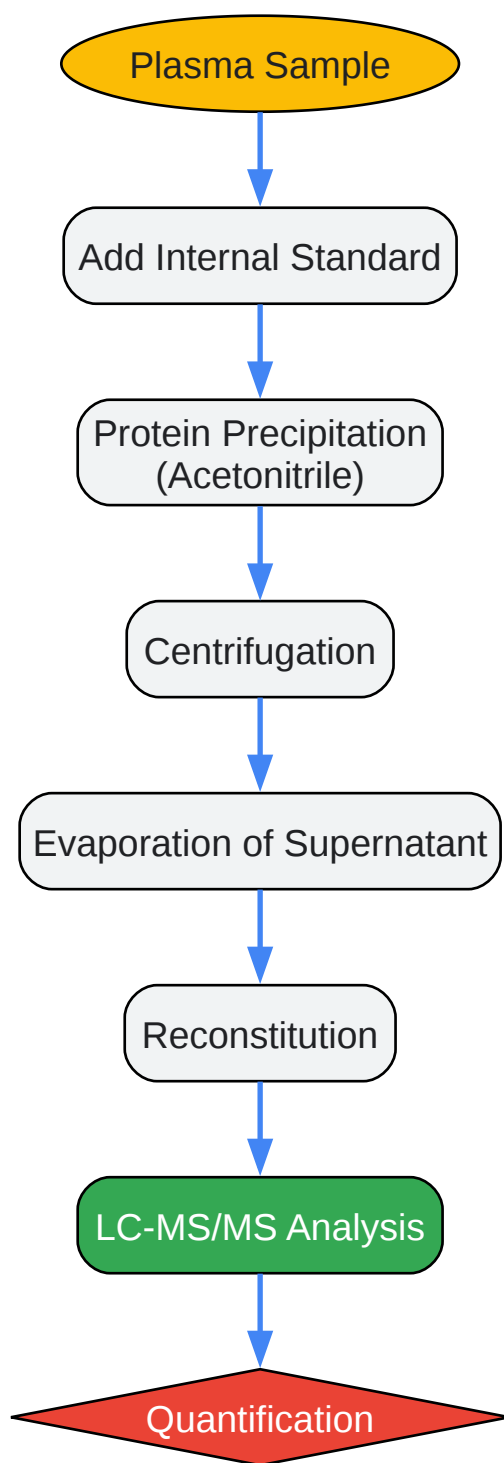 Plasma Sample
Add Internal Standard
Protein Precipitation
(Acetonitrile)
Centrifugation
Evaporation of Supernatant
Reconstitution
LC-MS/MS Analysis
Quantification